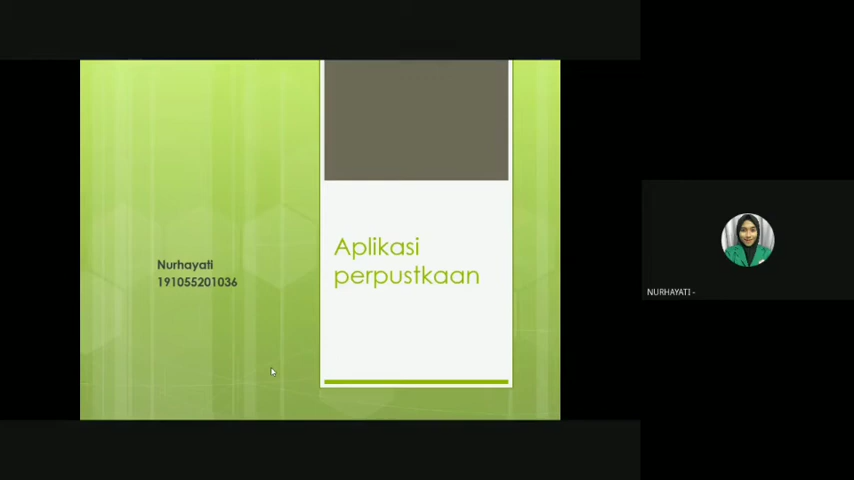 Nurhayati
191055201036
Aplikasi
perpustkaan
NURHAYATI -